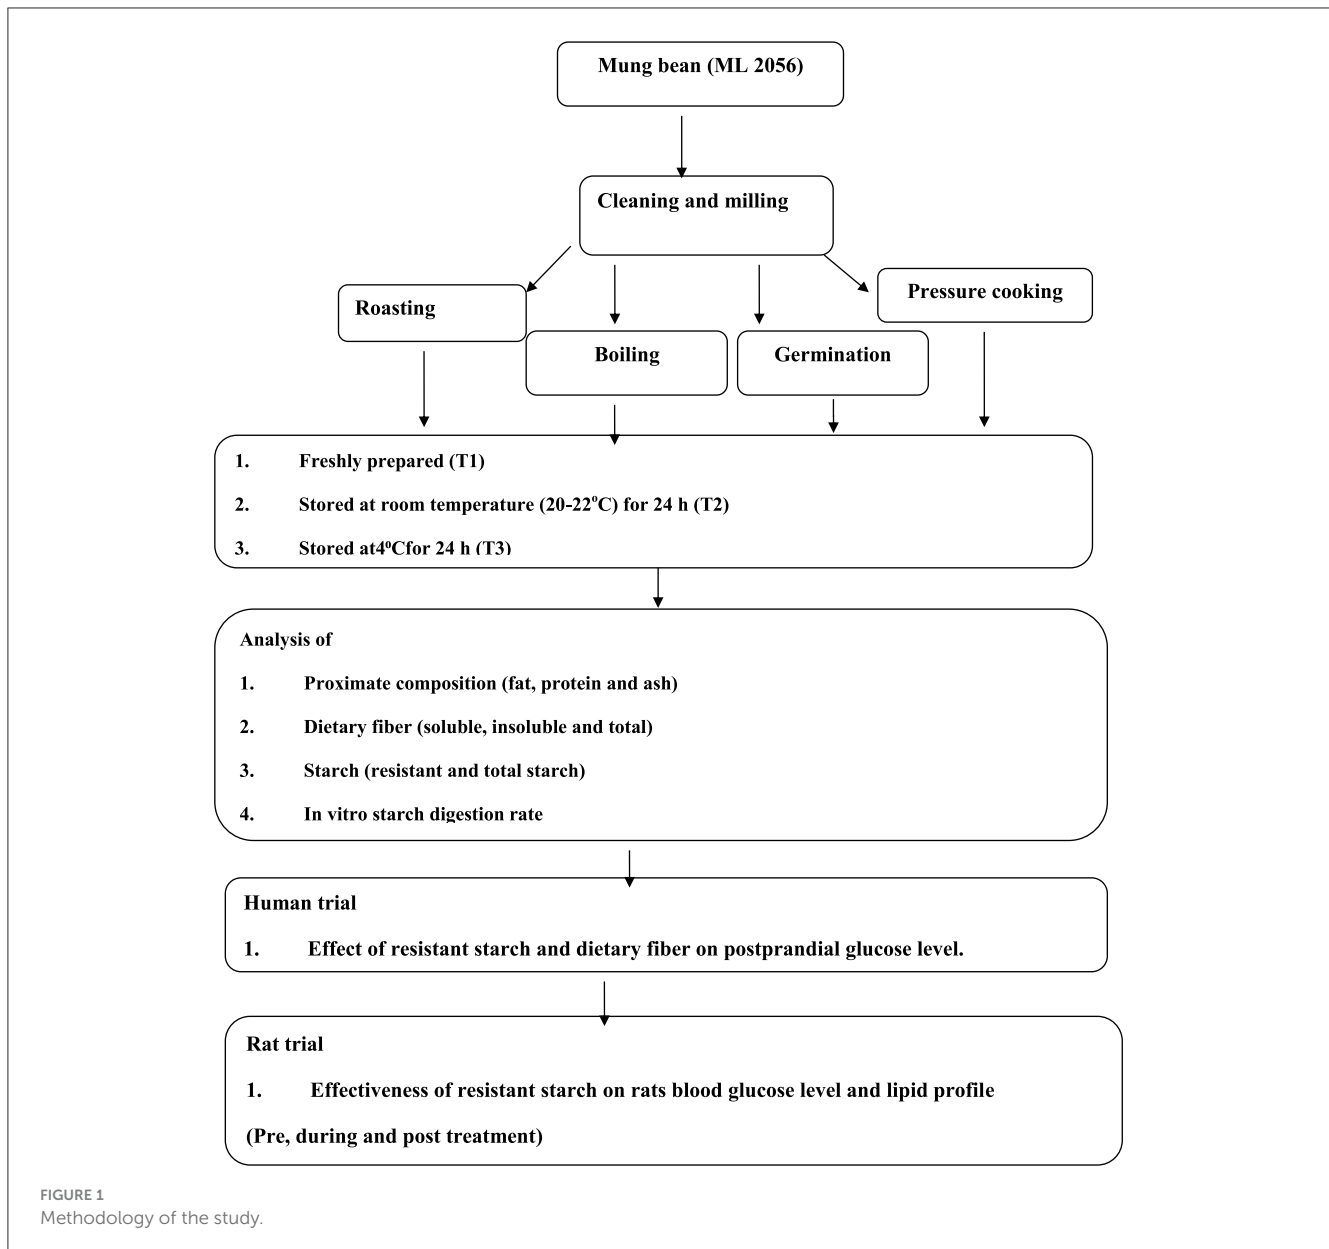 Mung bean (ML 2056)
Cleaning and milling
Roasting
Pressure cooking
Boiling
Germination
1. Freshly prepared (T1)
2. Stored at room temperature (20-22°C) for 24 h (T2)
3. Stored at4°Cfor 24 h (T3)
Analysis of
1. Proximate composition (fat, protein and ash)
2. Dietary fiber (soluble, insoluble and total)
3. Starch (resistant and total starch)
4. In vitro starch digestion rate
Human trial
1. Effect of resistant starch and dietary fiber on postprandial glucose level.
Rat trial
1. Effectiveness of resistant starch on rats blood glucose level and lipid profile
(Pre, during and post treatment)
FIGURE 1
Methodology of the study.